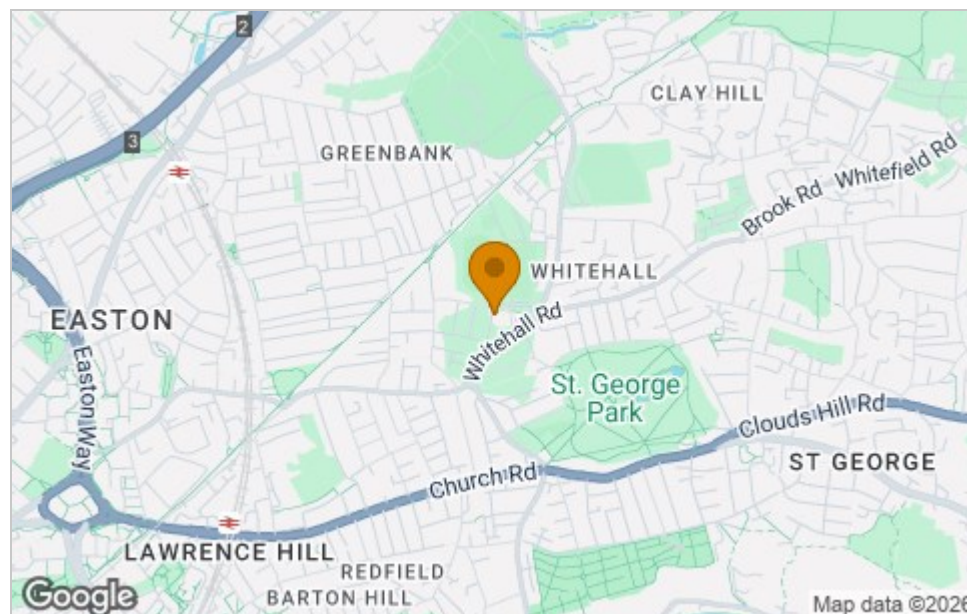 2
3
CLAY HILL
GREENBANK
Brook Rd
Whitefield Rd
WHITEHALL
EASTON
Whitehall Rd
Easton Way
St. George
Park
Clouds Hill Rd
ST GEORGE
Church Rd
LAWRENCE HILL
REDFIELD
BARTON HILL
Google
Map data ©2026